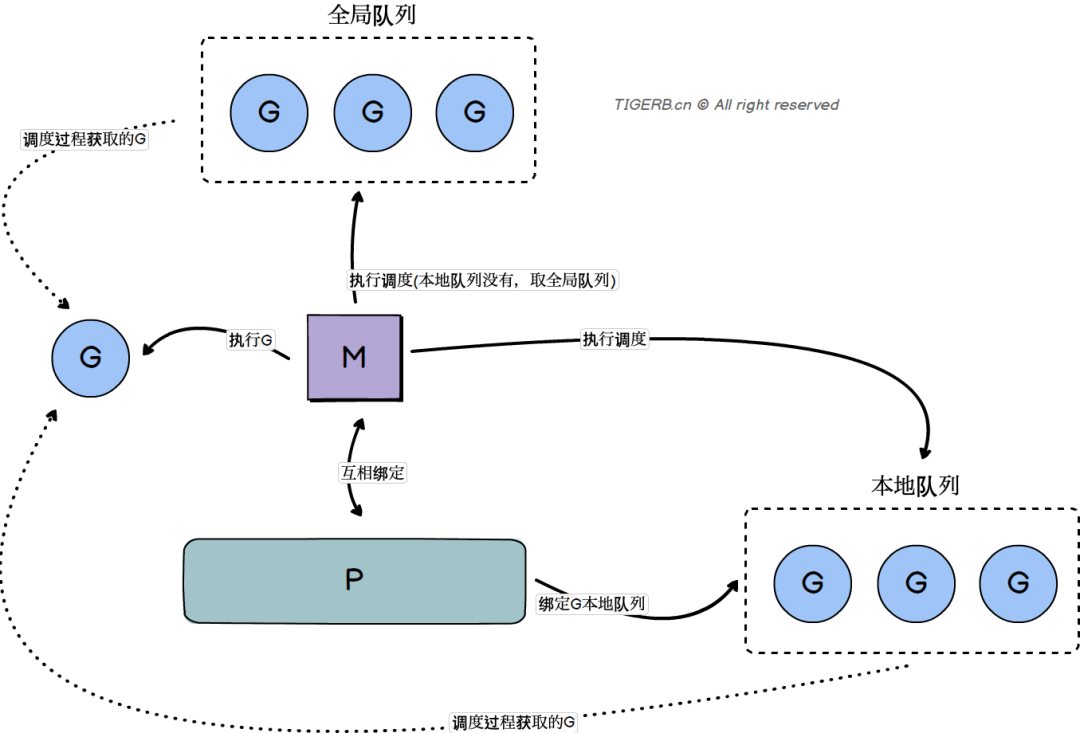 全局队列
G
G
G
TIGERB.cn © All right reserved
调度过程获取的G
执行调度(本地队列没有，取全局队列)
G
执行G
M
执行调度
互相绑定
本地队列
P
绑定G本地队列
G
G
G
调度过程获取的G